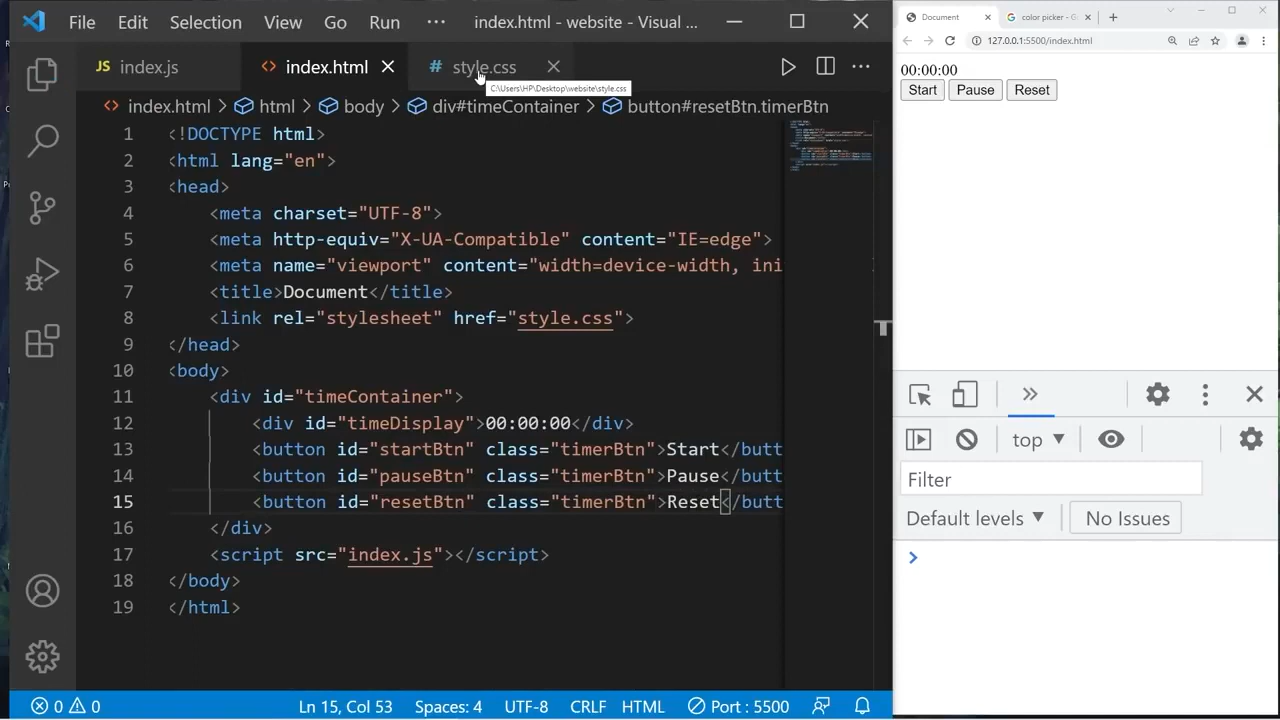 File Edit Selection View Go Run ··· index.html - website - Visual ...
JS index.js
<> index.html
# style.css
C:\Users\HP\Desktop\website\style.css
<> index.html > html > body > div#timeContainer > button#resetBtn.timerBtn
1 <!DOCTYPE html>
2 <html lang="en">
3 <head>
4 <meta charset="UTF-8">
5 <meta http-equiv="X-UA-Compatible" content="IE=edge">
6 <meta name="viewport" content="width=device-width, ini
7 <title>Document</title>
8 <link rel="stylesheet" href="style.css">
9 </head>
10 <body>
11 <div id="timeContainer">
12 <div id="timeDisplay">00:00:00</div>
13 <button id="startBtn" class="timerBtn">Start</butt
14 <button id="pauseBtn" class="timerBtn">Pause</butt
15 <button id="resetBtn" class="timerBtn">Reset</butt
16 </div>
17 <script src="index.js"></script>
18 </body>
19 </html>
0 0 Ln 15, Col 53 Spaces: 4 UTF-8 CRLF HTML Port : 5500
Document
color picker - G
127.0.0.1:5500/index.html
00:00:00
Start Pause Reset
top
Filter
Default levels No Issues
>